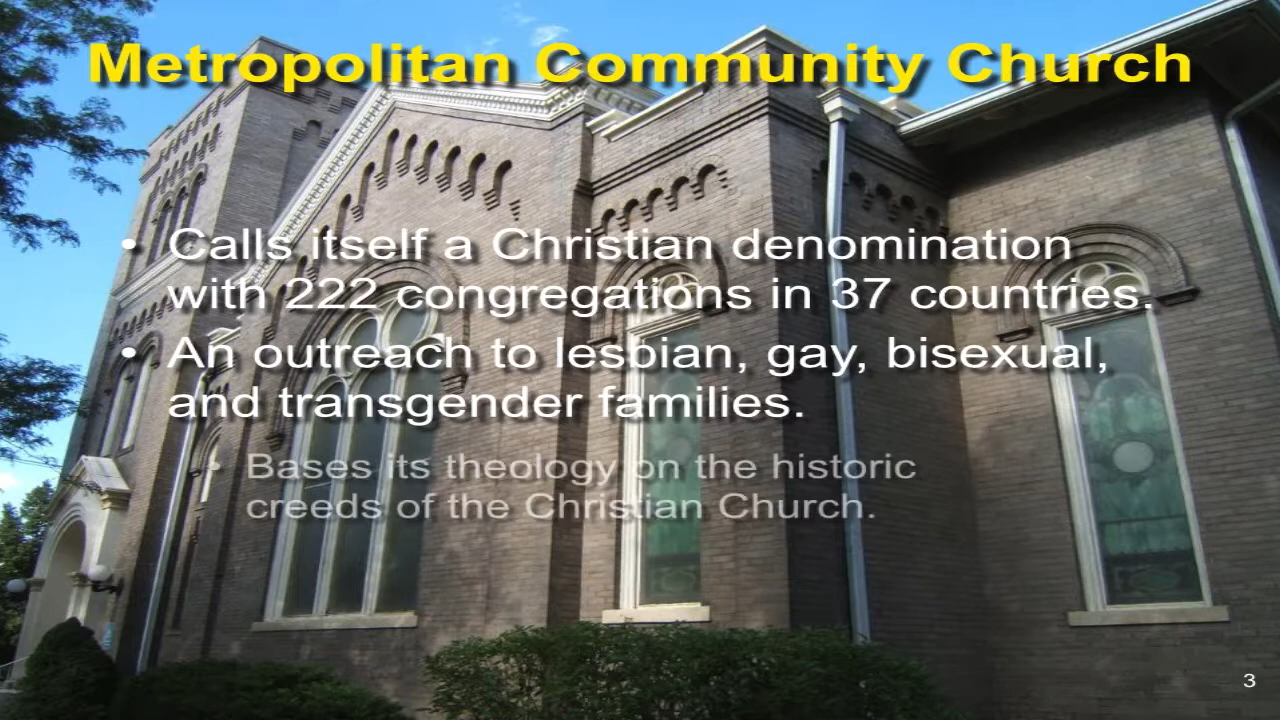 Metropolitan Community Church
• Calls itself a Christian denomination
with 222 congregations in 37 countries.
• An outreach to lesbian, gay, bisexual,
and transgender families.
• Bases its theology on the historic
creeds of the Christian Church.
3